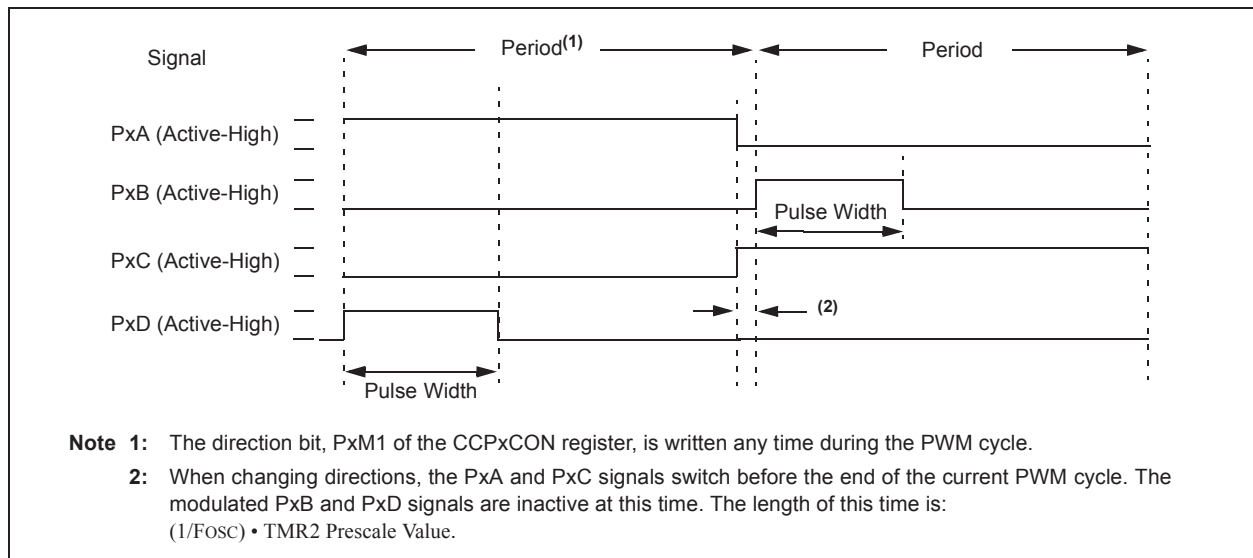 Signal
Period(1)
Period
PxA (Active-High)
PxB (Active-High)
Pulse Width
PxC (Active-High)
(2)
PxD (Active-High)
Pulse Width
Note 1: The direction bit, PxM1 of the CCPxCON register, is written any time during the PWM cycle.
2: When changing directions, the PxA and PxC signals switch before the end of the current PWM cycle. The
modulated PxB and PxD signals are inactive at this time. The length of this time is:
(1/FOSC) • TMR2 Prescale Value.